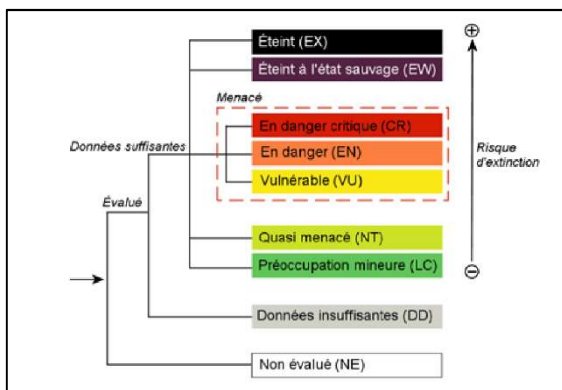 Éteint (EX)
Éteint à l'état sauvage (EW)
Menacé
En danger critique (CR)
Données suffisantes
En danger (EN)
Risque
d'extinction
Vulnérable (VU)
Évalué
Quasi menacé (NT)
Préoccupation mineure (LC)
Données insuffisantes (DD)
Non évalué (NE)